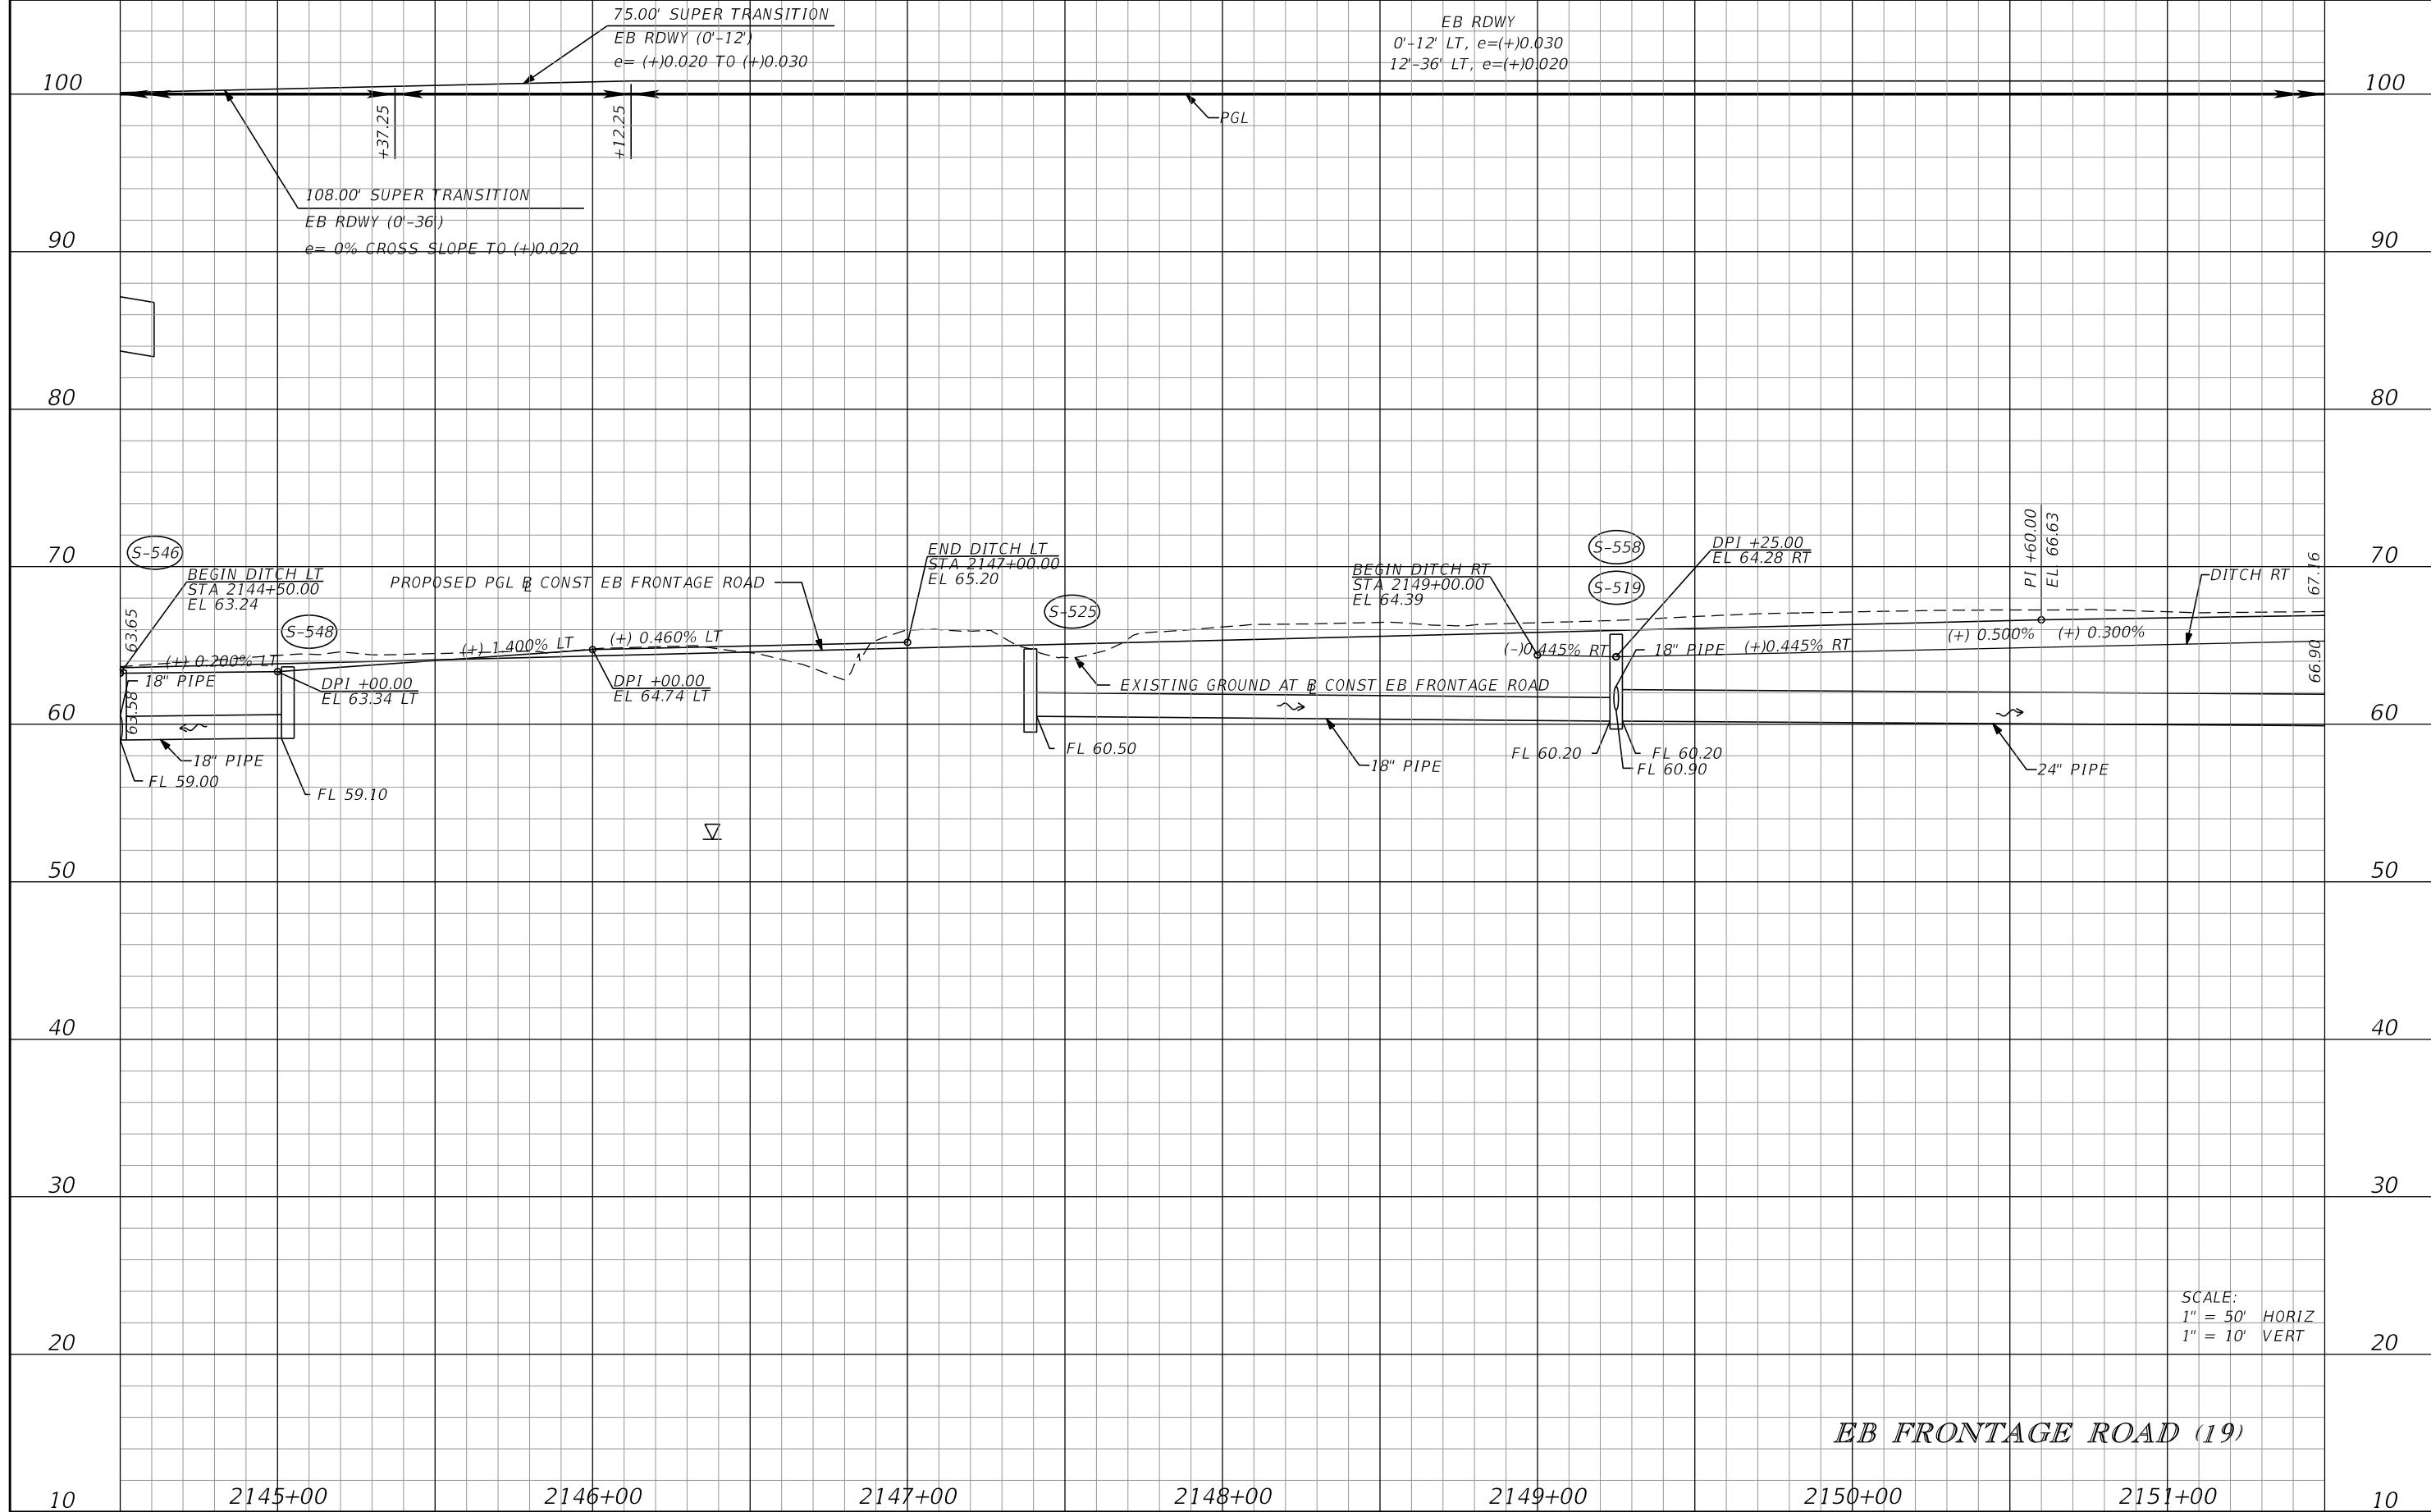 75.00' SUPER TRANSITION
EB RDWY (0'-12')
e= (+)0.020 TO (+)0.030
EB RDWY
0'-12' LT, e=(+)0.030
12'-36' LT, e=(+)0.020
100
100
+37.25
+12.25
PGL
108.00' SUPER TRANSITION
EB RDWY (0'-36')
e= 0% CROSS SLOPE TO (+)0.020
90
90
80
80
70
70
S-546
BEGIN DITCH LT
STA 2144+50.00
EL 63.24
63.65
63.58
S-548
(+) 0.200% LT
18" PIPE
DPI +00.00
EL 63.34 LT
PROPOSED PGL ℄ CONST EB FRONTAGE ROAD
(+) 1.400% LT
(+) 0.460% LT
DPI +00.00
EL 64.74 LT
END DITCH LT
STA 2147+00.00
EL 65.20
S-525
EXISTING GROUND AT ℄ CONST EB FRONTAGE ROAD
BEGIN DITCH RT
STA 2149+00.00
EL 64.39
(-)0.445% RT
S-558
S-519
DPI +25.00
EL 64.28 RT
18" PIPE
(+)0.445% RT
PI +60.00
EL 66.63
(+) 0.500%
(+) 0.300%
DITCH RT
67.16
66.90
60
60
18" PIPE
FL 59.00
FL 59.10
FL 60.50
18" PIPE
FL 60.20
FL 60.20
FL 60.90
24" PIPE
50
50
40
40
30
30
SCALE:
1" = 50' HORIZ
1" = 10' VERT
20
20
EB FRONTAGE ROAD (19)
10
2145+00
2146+00
2147+00
2148+00
2149+00
2150+00
2151+00
10